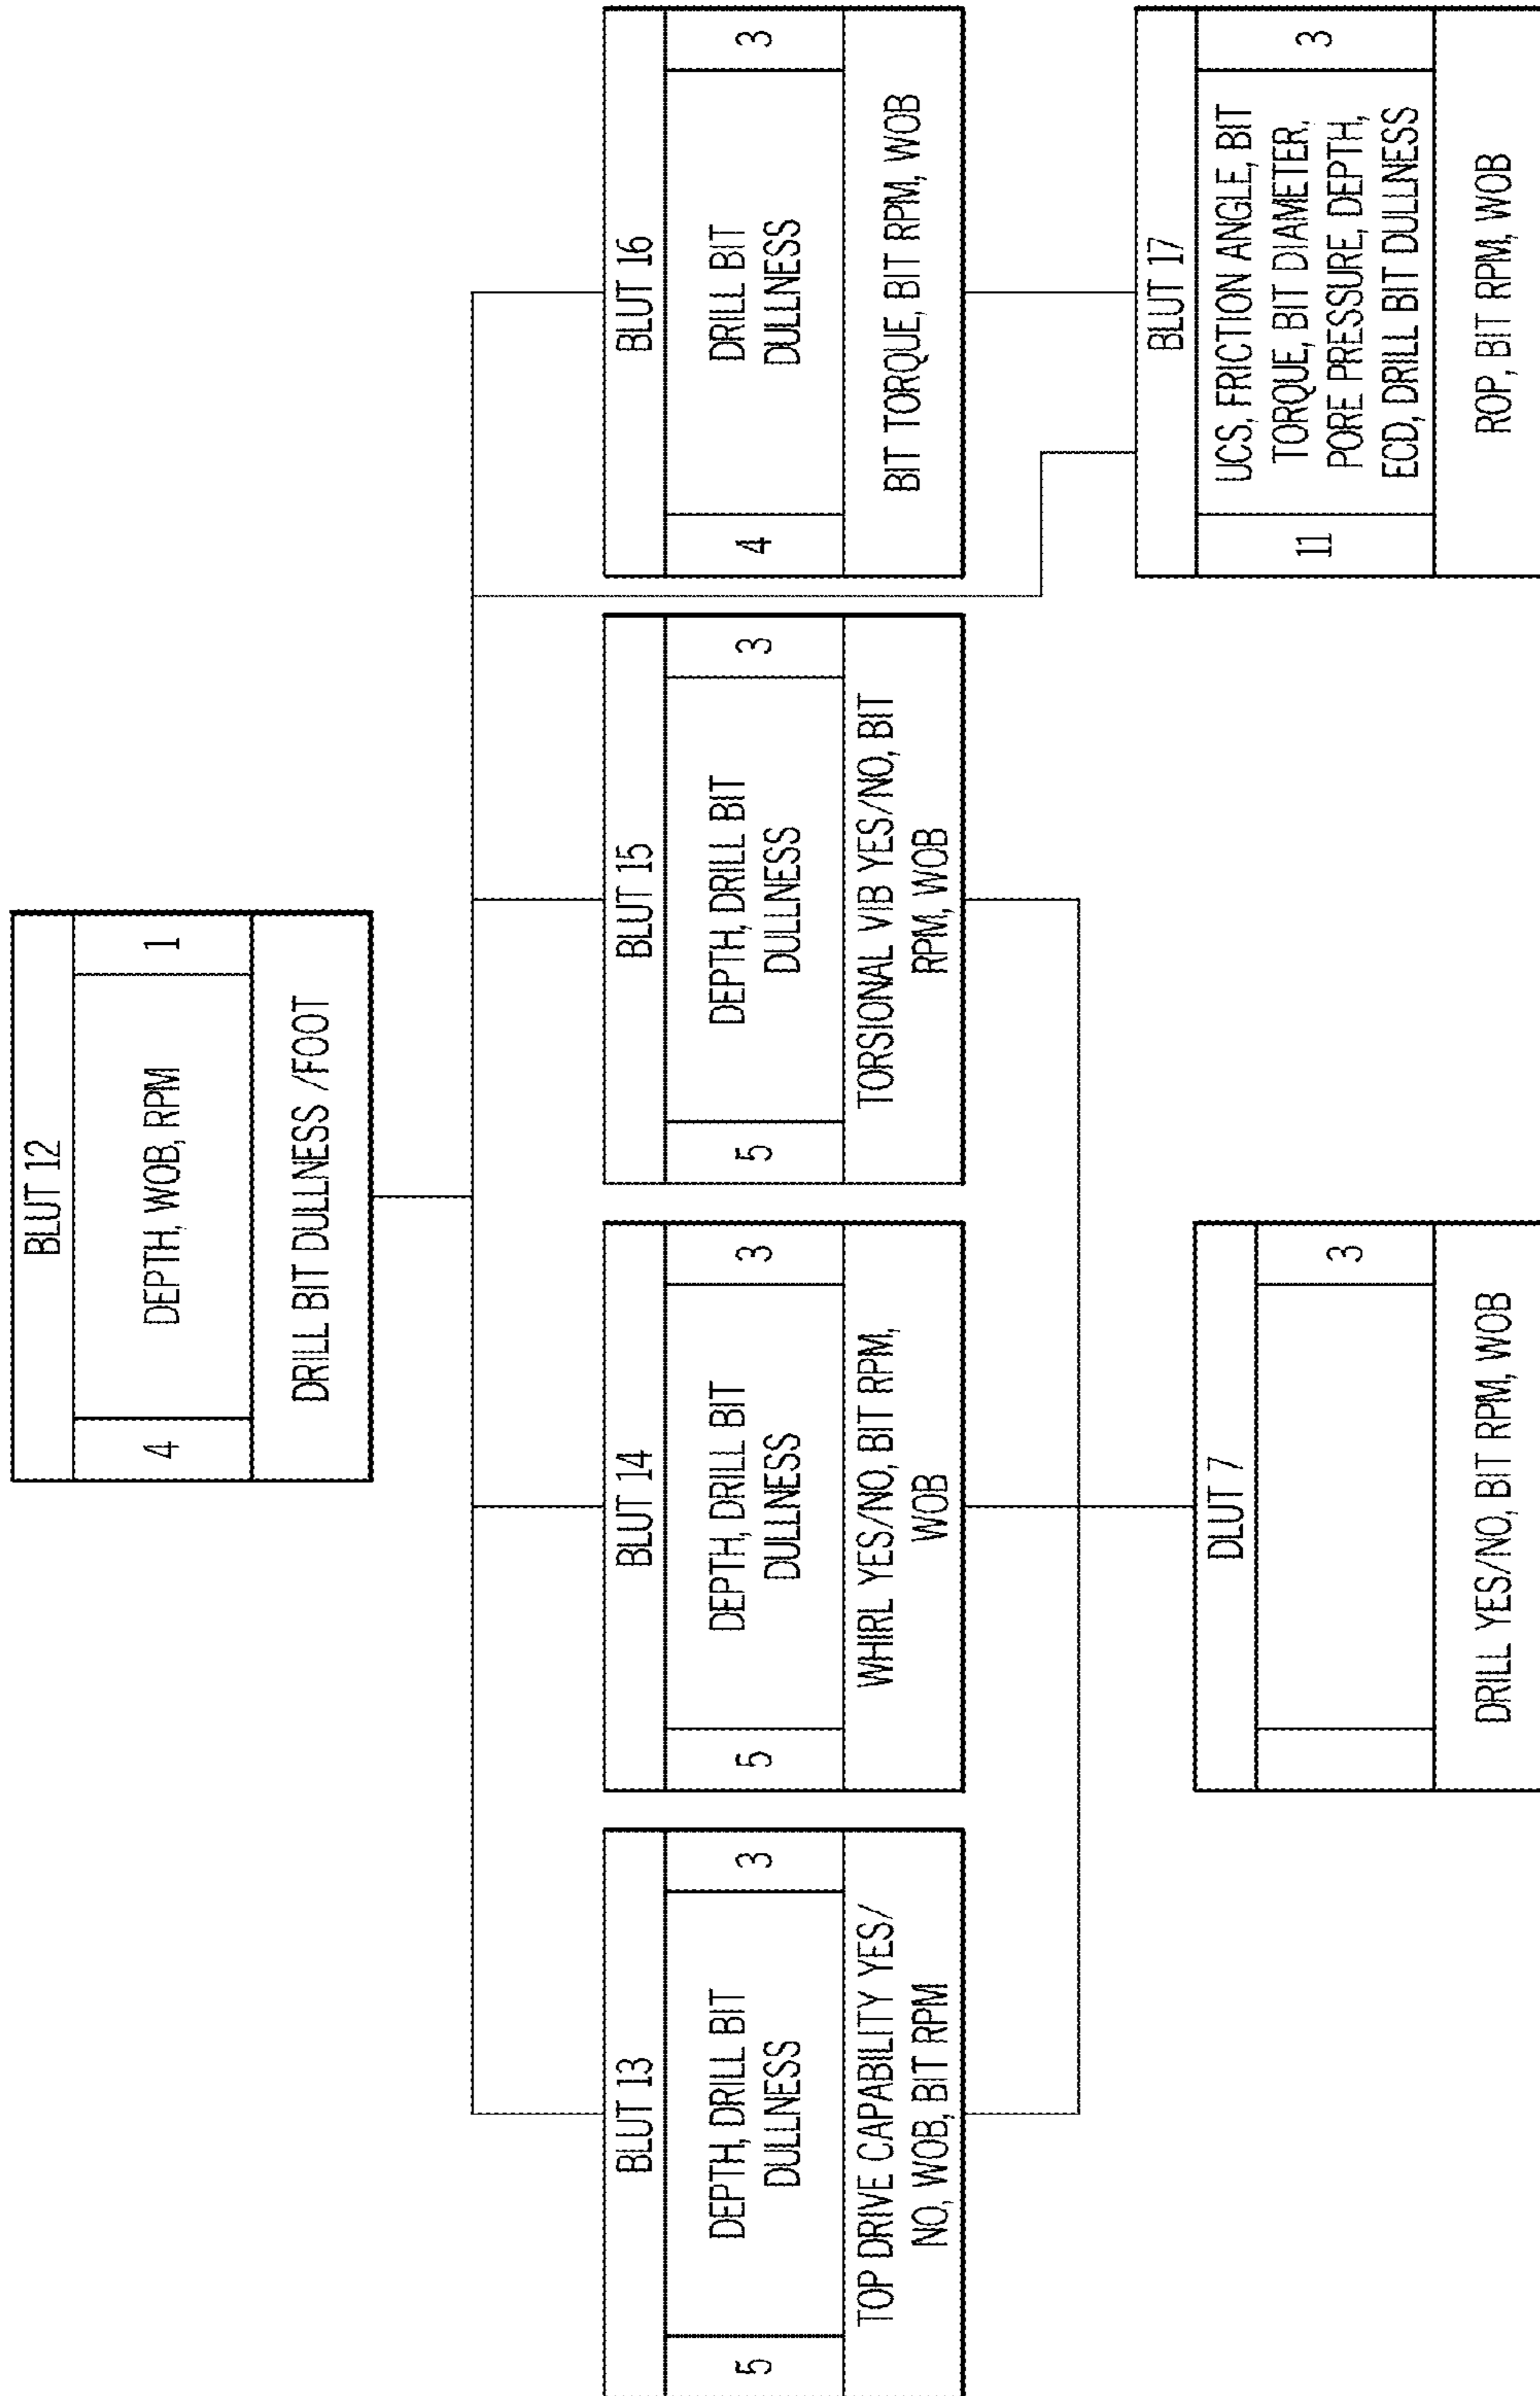 BLUT 12
4
DEPTH, WOB, RPM
1
DRILL BIT DULLNESS /FOOT
BLUT 13
5
DEPTH, DRILL BIT
DULLNESS
3
TOP DRIVE CAPABILITY YES/
NO, WOB, BIT RPM
BLUT 14
5
DEPTH, DRILL BIT
DULLNESS
3
WHIRL YES/NO, BIT RPM,
WOB
BLUT 15
5
DEPTH, DRILL BIT
DULLNESS
3
TORSIONAL VIB YES/NO, BIT
RPM, WOB
BLUT 16
4
DRILL BIT
DULLNESS
3
BIT TORQUE, BIT RPM, WOB
DLUT 7
3
DRILL YES/NO, BIT RPM, WOB
BLUT 17
11
UCS, FRICTION ANGLE, BIT
TORQUE, BIT DIAMETER,
PORE PRESSURE, DEPTH,
ECD, DRILL BIT DULLNESS
3
ROP, BIT RPM, WOB